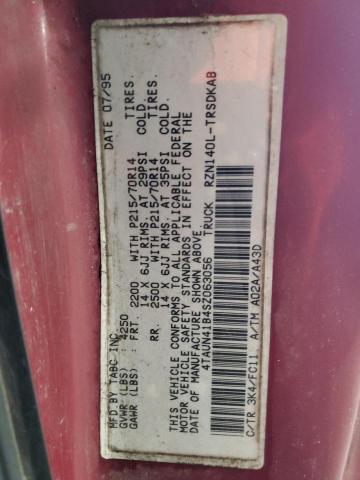 MFD BY TABC INC. DATE 07/95
GVWR (LBS) : 4250
GAWR (LBS) : FRT. 2200 WITH P215/70R14 TIRES.
14 X 6JJ RIMS. AT 29PSI COLD.
RR. 2500 WITH P215/70R14 TIRES
14 X 6JJ RIMS. AT 35PSI COLD.
THIS VEHICLE CONFORMS TO ALL APPLICABLE FEDERAL
MOTOR VEHICLE SAFETY STANDARDS IN EFFECT ON THE
DATE OF MANUFACTURE SHOWN ABOVE.
4TAUN41B4SZ063056 TRUCK RZN140L-TRSDKAB
C/TR 3K4/FC11 A/TM A02A/A43D